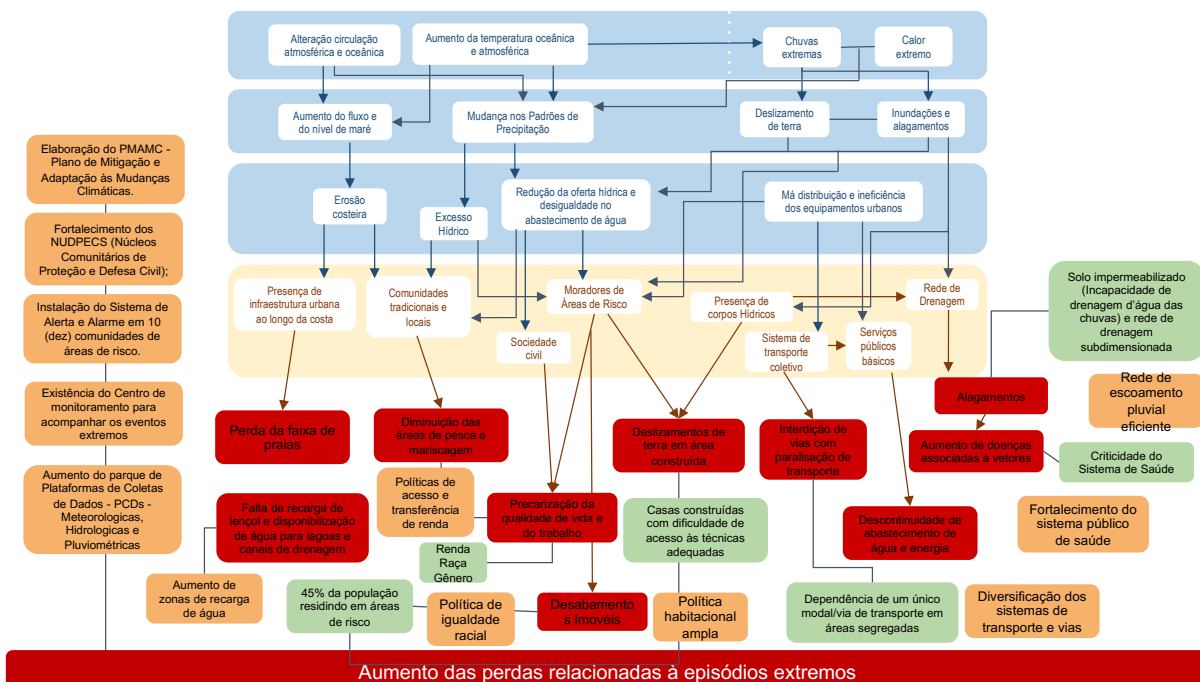 Alteração circulação
atmosférica e oceânica
Aumento da temperatura oceânica
e atmosférica
Chuvas
extremas
Calor
extremo
Aumento do fluxo e
do nível de maré
Mudança nos Padrões de
Precipitação
Deslizamento
de terra
Inundações e
alagamentos
Erosão
costeira
Excesso
Hídrico
Redução da oferta hídrica e
desigualdade no
abastecimento de água
Má distribuição e ineficiência
dos equipamentos urbanos
Presença de
infraestrutura urbana
ao longo da costa
Comunidades
tradicionais e
locais
Sociedade
civil
Moradores de
Áreas de Risco
Presença de
corpos Hídricos
Sistema de
transporte
coletivo
Serviços
públicos
básicos
Rede de
Drenagem
Elaboração do PMAMC -
Plano de Mitigação e
Adaptação às Mudanças
Climáticas.
Fortalecimento dos
NUDPECS (Núcleos
Comunitários de
Proteção e Defesa Civil);
Instalação do Sistema de
Alerta e Alarme em 10
(dez) comunidades de
áreas de risco.
Existência do Centro de
monitoramento para
acompanhar os eventos
extremos
Aumento do parque de
Plataformas de Coletas
de Dados - PCDs -
Meteorologicas,
Hidrologicas e
Pluviométricas
Solo impermeabilizado
(Incapacidade de
drenagem d'água das
chuvas) e rede de
drenagem
subdimensionada
Perda da faixa de
praias
Diminuição das
áreas de pesca e
mariscagem
Deslizamentos de
terra em área
construída
Interdição de
vias com
paralisação de
transporte
Alagamentos
Rede de
escoamento
pluvial
eficiente
Aumento de doenças
associadas à vetores
Criticidade do
Sistema de Saúde
Falta de recarga de
lençol e disponibilização
de água para lagoas e
canais de drenagem
Políticas de
acesso e
transferência
de renda
Precarização da
qualidade de vida e
do trabalho
Casas construídas
com dificuldade de
acesso às técnicas
adequadas
Descontinuidade de
abastecimento de
água e energia
Fortalecimento do
sistema público
de saúde
Renda
Raça
Gênero
Aumento de
zonas de recarga
de água
45% da população
residindo em áreas
de risco
Política de
igualdade
racial
Desabamento
s Imovéis
Política
habitacional
ampla
Dependência de um único
modal/via de transporte em
áreas segregadas
Diversificação dos
sistemas de
transporte e vias
Aumento das perdas relacionadas à episódios extremos